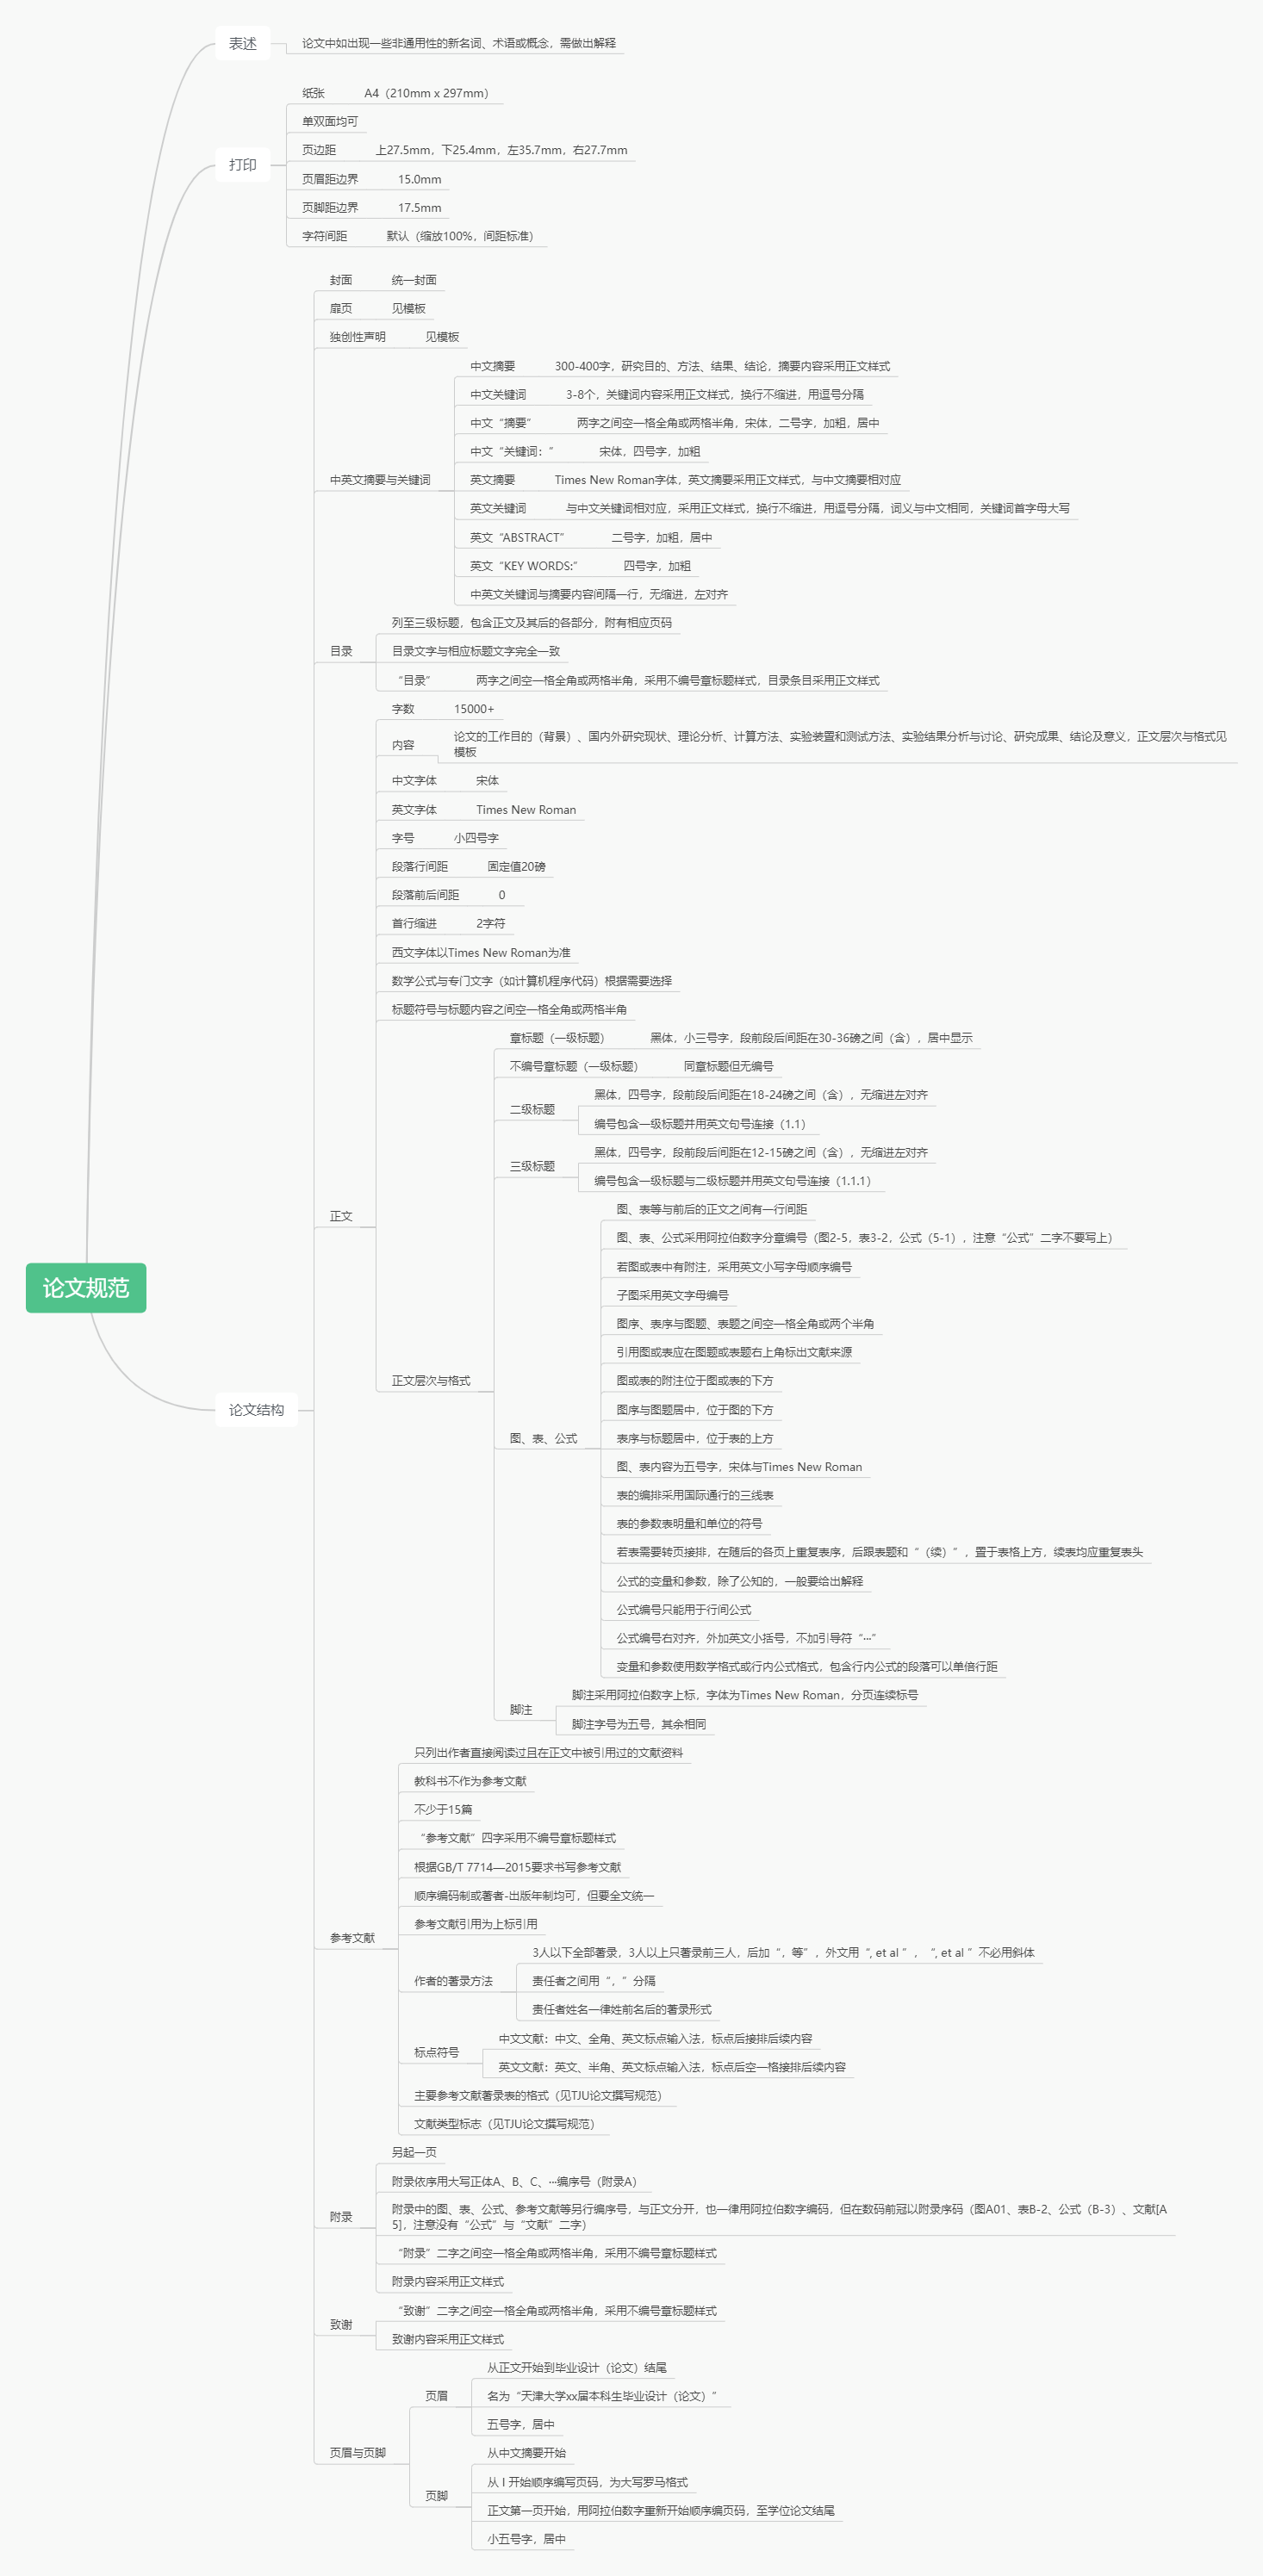 论文规范
表述
论文中如出现一些非通用性的新名词、术语或概念，需做出解释
打印
纸张 A4（210mm x 297mm）
单双面均可
页边距 上27.5mm，下25.4mm，左35.7mm，右27.7mm
页眉距边界 15.0mm
页脚距边界 17.5mm
字符间距 默认（缩放100%，间距标准）
论文结构
封面 统一封面
扉页 见模板
独创性声明 见模板
中英文摘要与关键词
中文摘要 300-400字，研究目的、方法、结果、结论，摘要内容采用正文样式
中文关键词 3-8个，关键词内容采用正文样式，换行不缩进，用逗号分隔
中文“摘要” 两字之间空一格全角或两格半角，宋体，二号字，加粗，居中
中文“关键词：” 宋体，四号字，加粗
英文摘要 Times New Roman字体，英文摘要采用正文样式，与中文摘要相对应
英文关键词 与中文关键词相对应，采用正文样式，换行不缩进，用逗号分隔，词义与中文相同，关键词首字母大写
英文“ABSTRACT” 二号字，加粗，居中
英文“KEY WORDS:” 四号字，加粗
中英文关键词与摘要内容间隔一行，无缩进，左对齐
目录
列至三级标题，包含正文及其后的各部分，附有相应页码
目录文字与相应标题文字完全一致
“目录” 两字之间空一格全角或两格半角，采用不编号章标题样式，目录条目采用正文样式
正文
字数 15000+
内容 论文的工作目的（背景）、国内外研究现状、理论分析、计算方法、实验装置和测试方法、实验结果分析与讨论、研究成果、结论及意义，正文层次与格式见
模板
中文字体 宋体
英文字体 Times New Roman
字号 小四号字
段落行间距 固定值20磅
段落前后间距 0
首行缩进 2字符
西文字体以Times New Roman为准
数学公式与专门文字（如计算机程序代码）根据需要选择
标题符号与标题内容之间空一格全角或两格半角
正文层次与格式
章标题（一级标题） 黑体，小三号字，段前段后间距在30-36磅之间（含），居中显示
不编号章标题（一级标题） 同章标题但无编号
二级标题
黑体，四号字，段前段后间距在18-24磅之间（含），无缩进左对齐
编号包含一级标题并用英文句号连接（1.1）
三级标题
黑体，四号字，段前段后间距在12-15磅之间（含），无缩进左对齐
编号包含一级标题与二级标题并用英文句号连接（1.1.1）
图、表、公式
图、表等与前后的正文之间有一行间距
图、表、公式采用阿拉伯数字分章编号（图2-5，表3-2，公式（5-1），注意“公式”二字不要写上）
若图或表中有附注，采用英文小写字母顺序编号
子图采用英文字母编号
图序、表序与图题、表题之间空一格全角或两个半角
引用图或表应在图题或表题右上角标出文献来源
图或表的附注位于图或表的下方
图序与图题居中，位于图的下方
表序与标题居中，位于表的上方
图、表内容为五号字，宋体与Times New Roman
表的编排采用国际通行的三线表
表的参数表明量和单位的符号
若表需要转页接排，在随后的各页上重复表序，后跟表题和“（续）”，置于表格上方，续表均应重复表头
公式的变量和参数，除了公知的，一般要给出解释
公式编号只能用于行间公式
公式编号右对齐，外加英文小括号，不加引导符“…”
变量和参数使用数学格式或行内公式格式，包含行内公式的段落可以单倍行距
脚注
脚注采用阿拉伯数字上标，字体为Times New Roman，分页连续标号
脚注字号为五号，其余相同
参考文献
只列出作者直接阅读过且在正文中被引用过的文献资料
教科书不作为参考文献
不少于15篇
“参考文献”四字采用不编号章标题样式
根据GB/T 7714—2015要求书写参考文献
顺序编码制或著者-出版年制均可，但要全文统一
参考文献引用为上标引用
作者的著录方法
3人以下全部著录，3人以上只著录前三人，后加“，等”，外文用“, et al ”，“, et al ”不必用斜体
责任者之间用“，”分隔
责任者姓名一律姓前名后的著录形式
标点符号
中文文献：中文、全角、英文标点输入法，标点后接排后续内容
英文文献：英文、半角、英文标点输入法，标点后空一格接排后续内容
主要参考文献著录表的格式（见TJU论文撰写规范）
文献类型标志（见TJU论文撰写规范）
附录
另起一页
附录依序用大写正体A、B、C、…编序号（附录A）
附录中的图、表、公式、参考文献等另行编序号，与正文分开，也一律用阿拉伯数字编码，但在数码前冠以附录序码（图A01、表B-2、公式（B-3）、文献[A
5]，注意没有“公式”与“文献”二字）
“附录”二字之间空一格全角或两格半角，采用不编号章标题样式
附录内容采用正文样式
致谢
“致谢”二字之间空一格全角或两格半角，采用不编号章标题样式
致谢内容采用正文样式
页眉与页脚
页眉
从正文开始到毕业设计（论文）结尾
名为“天津大学xx届本科生毕业设计（论文）”
五号字，居中
页脚
从中文摘要开始
从 I 开始顺序编写页码，为大写罗马格式
正文第一页开始，用阿拉伯数字重新开始顺序编页码，至学位论文结尾
小五号字，居中